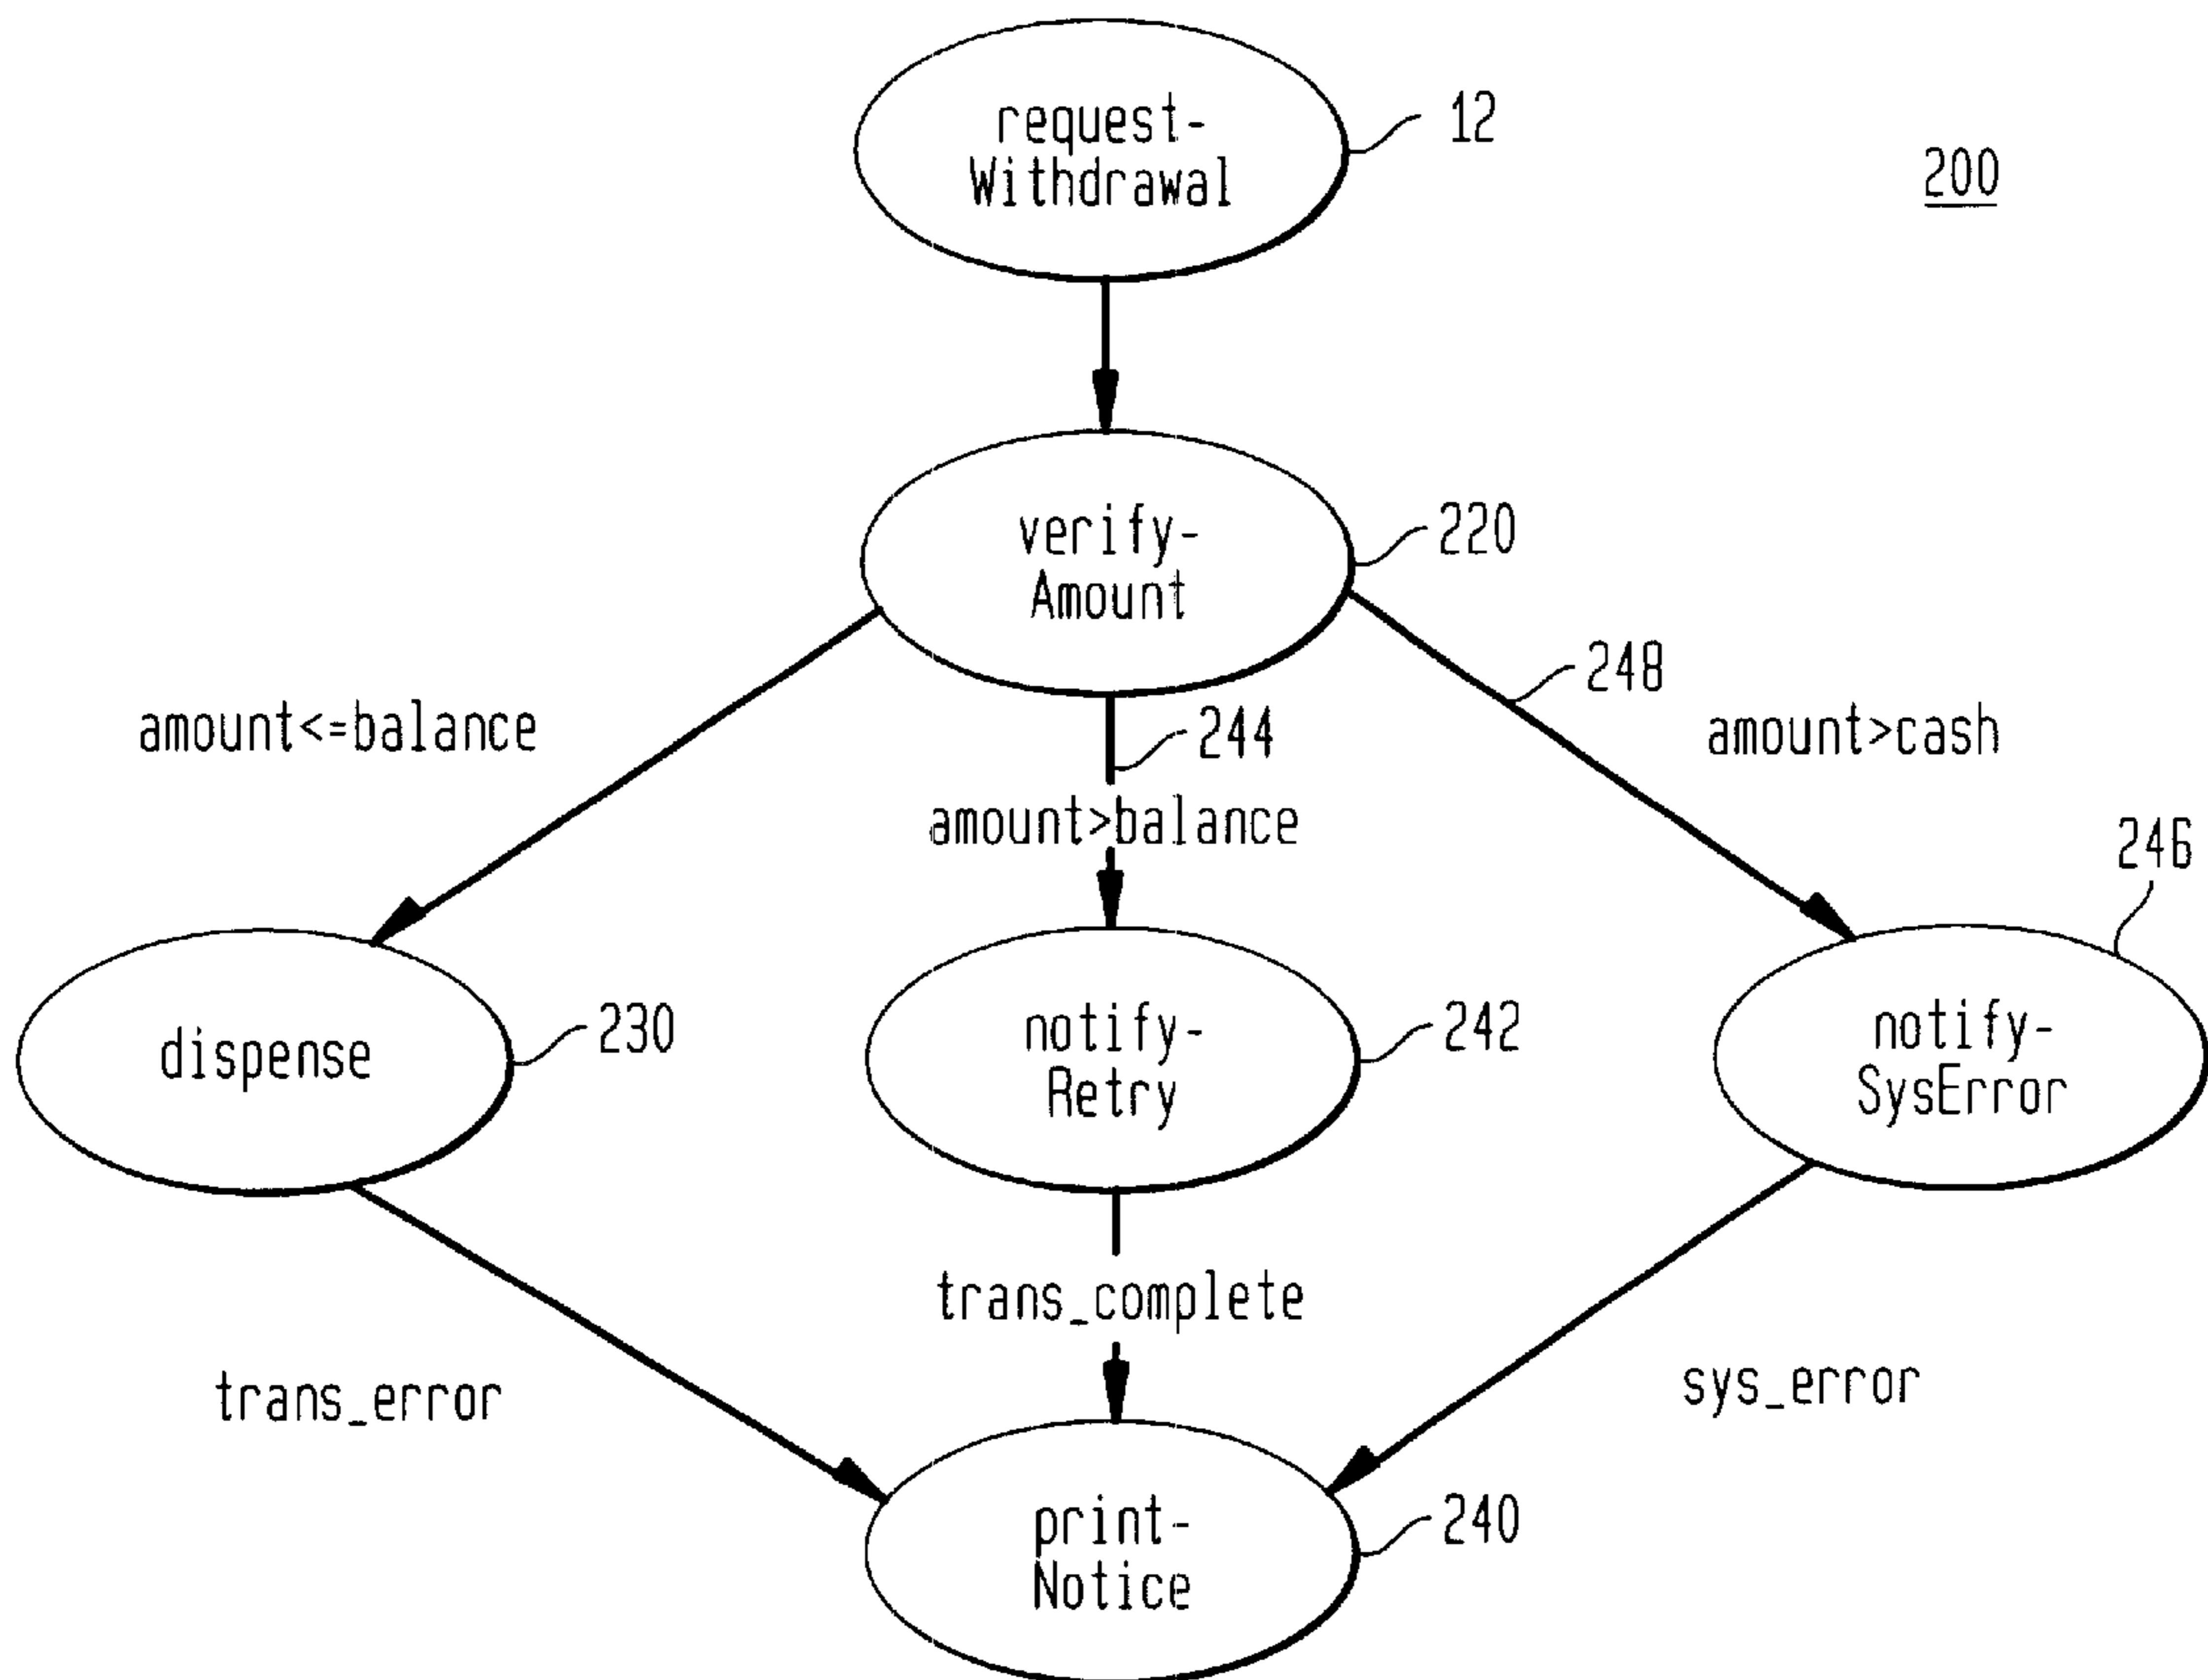 request-
Withdrawal
12
200
verify-
Amount
220
248
amount<=balance
244
amount>cash
amount>balance
246
dispense
230
notify-
Retry
242
notify-
SysError
trans_complete
trans_error
sys_error
print-
Notice
240